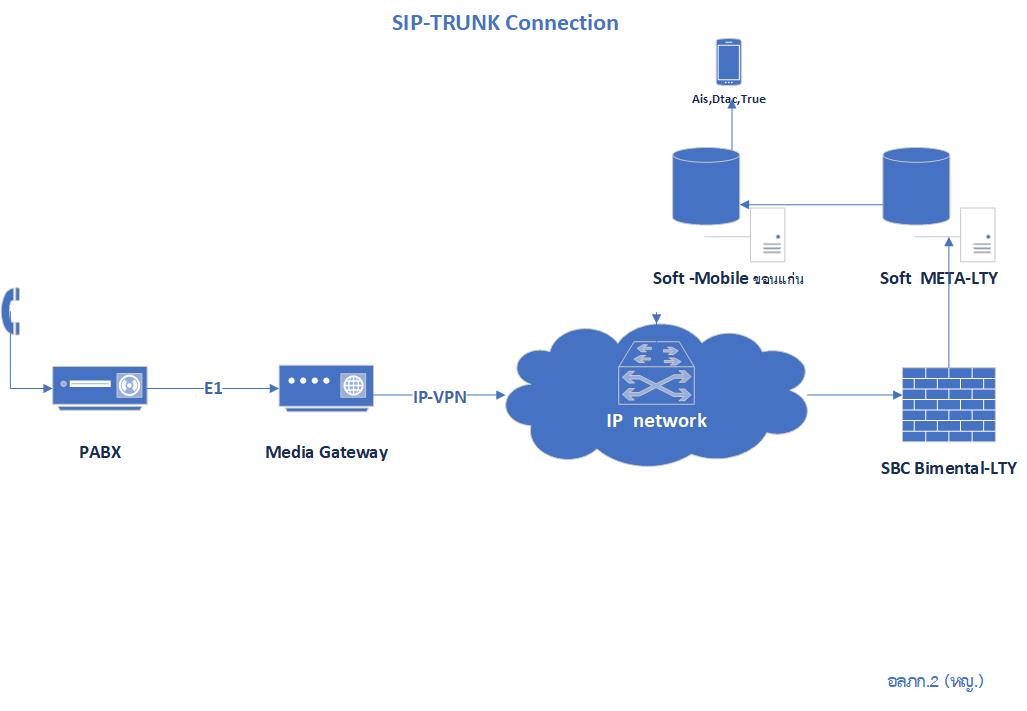 SIP-TRUNK Connection
Ais,Dtac,True
Soft -Mobile ขอนแก่น
Soft META-LTY
E1
IP-VPN
IP network
PABX
Media Gateway
SBC Bimental-LTY
อลภก.2 (หญ.)